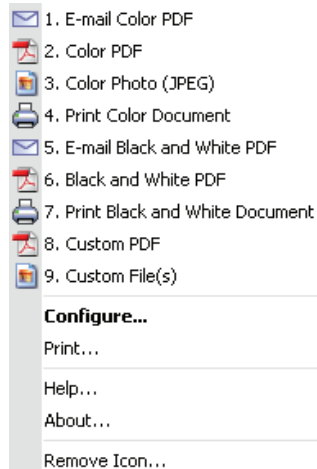 1. E-mail Color PDF
2. Color PDF
3. Color Photo (JPEG)
4. Print Color Document
5. E-mail Black and White PDF
6. Black and White PDF
7. Print Black and White Document
8. Custom PDF
9. Custom File(s)
Configure...
Print...
Help...
About...
Remove Icon...